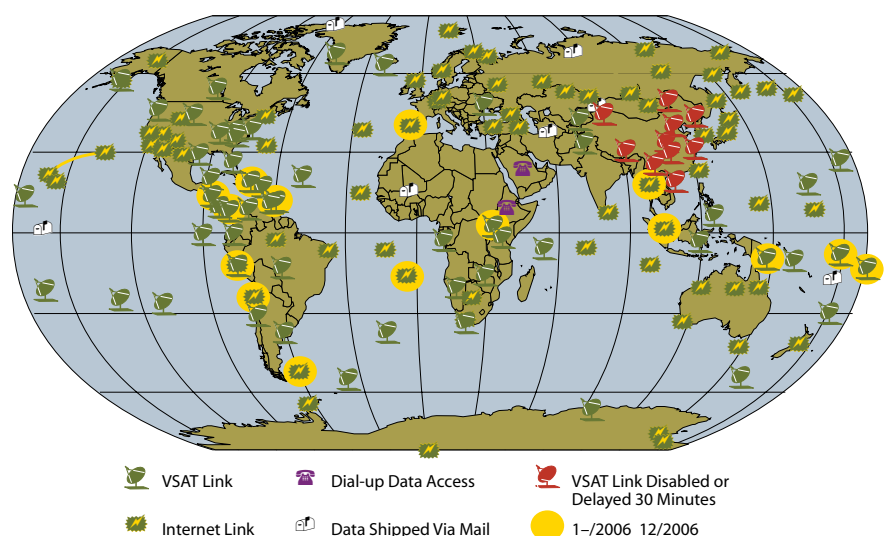 VSAT Link
Dial-up Data Access
VSAT Link Disabled or
Delayed 30 Minutes
Internet Link
Data Shipped Via Mail
1–/2006 12/2006